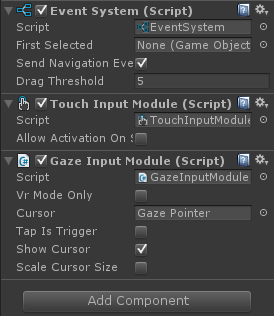 Event System (Script)
Script EventSystem
First Selected None (Game Object
Send Navigation Eve
Drag Threshold 5
Touch Input Module (Script)
Script TouchInputModule
Allow Activation On S
Gaze Input Module (Script)
Script GazeInputModule
Vr Mode Only
Cursor Gaze Pointer
Tap Is Trigger
Show Cursor
Scale Cursor Size
Add Component